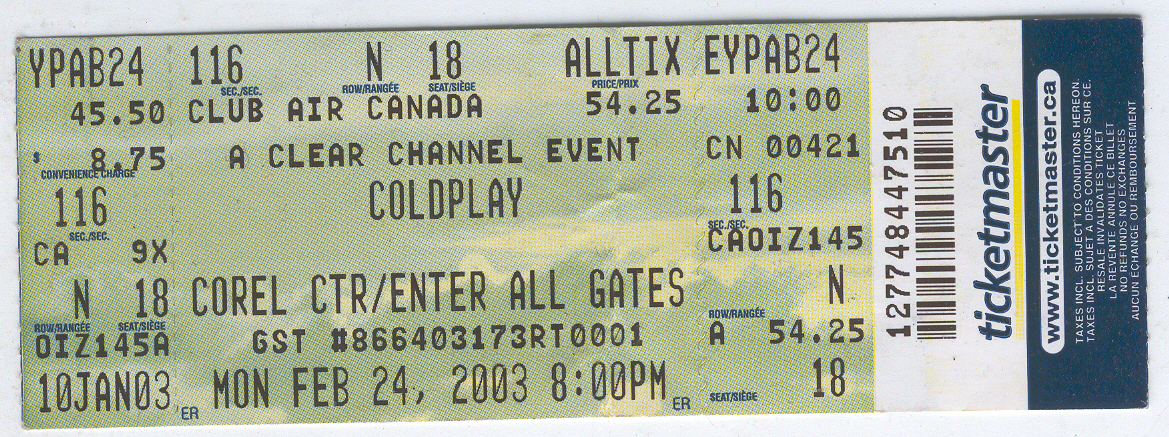 YPAB24 116 N 18 ALLTIX EYPAB24
SEC./SEC. ROW/RANGÉE SEAT/SIÈGE PRICE/PRIX
45.50 CLUB AIR CANADA 54.25 10:00
$ 8.75 A CLEAR CHANNEL EVENT CN 00421
CONVENIENCE CHARGE
116 COLDPLAY 116
SEC./SEC. SEC./SEC.
CA 9X CAOIZ145
N 18 COREL CTR/ENTER ALL GATES N
ROW/RANGÉE SEAT/SIÈGE ROW/RANGÉE
OIZ145A GST #866403173RT0001 A 54.25
10JAN03 MON FEB 24, 2003 8:00PM 18
ER ER SEAT/SIÈGE
127748447510
ticketmaster
www.ticketmaster.ca
TAXES INCL. SUBJECT TO CONDITIONS HEREON.
TAXES INCL. SUJET A DES CONDITIONS SUR CE.
RESALE INVALIDATES TICKET
LA REVENTE ANNULE CE BILLET
NO REFUNDS NO EXCHANGES
AUCUN ÉCHANGE OU REMBOURSEMENT